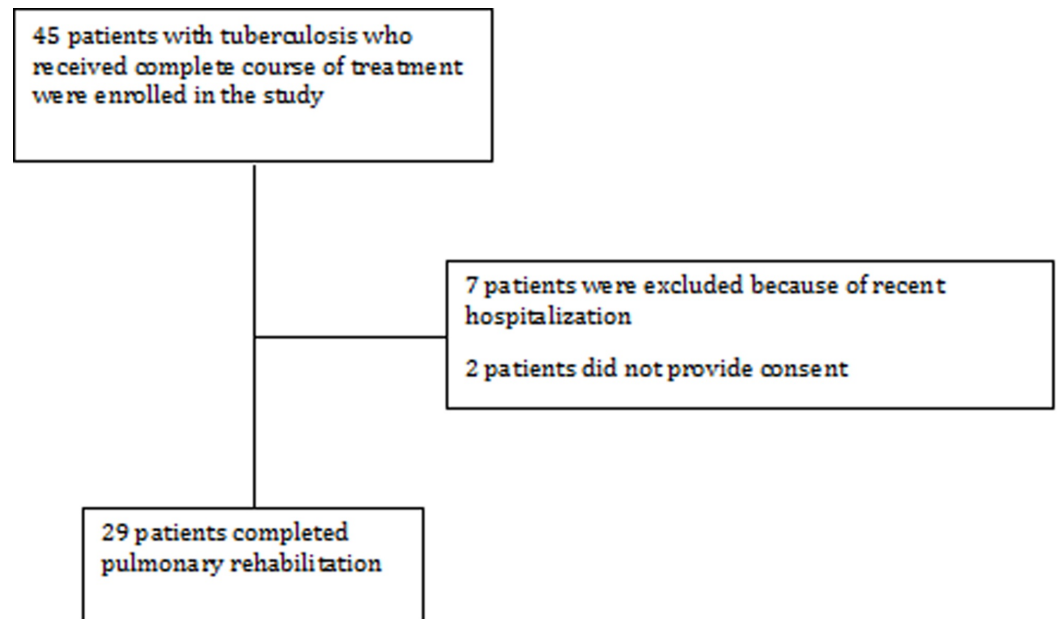 45 patients with tuberculosis who
received complete course of treatment
were enrolled in the study
7 patients were excluded because of recent
hospitalization
2 patients did not provide consent
29 patients completed
pulmonary rehabilitation